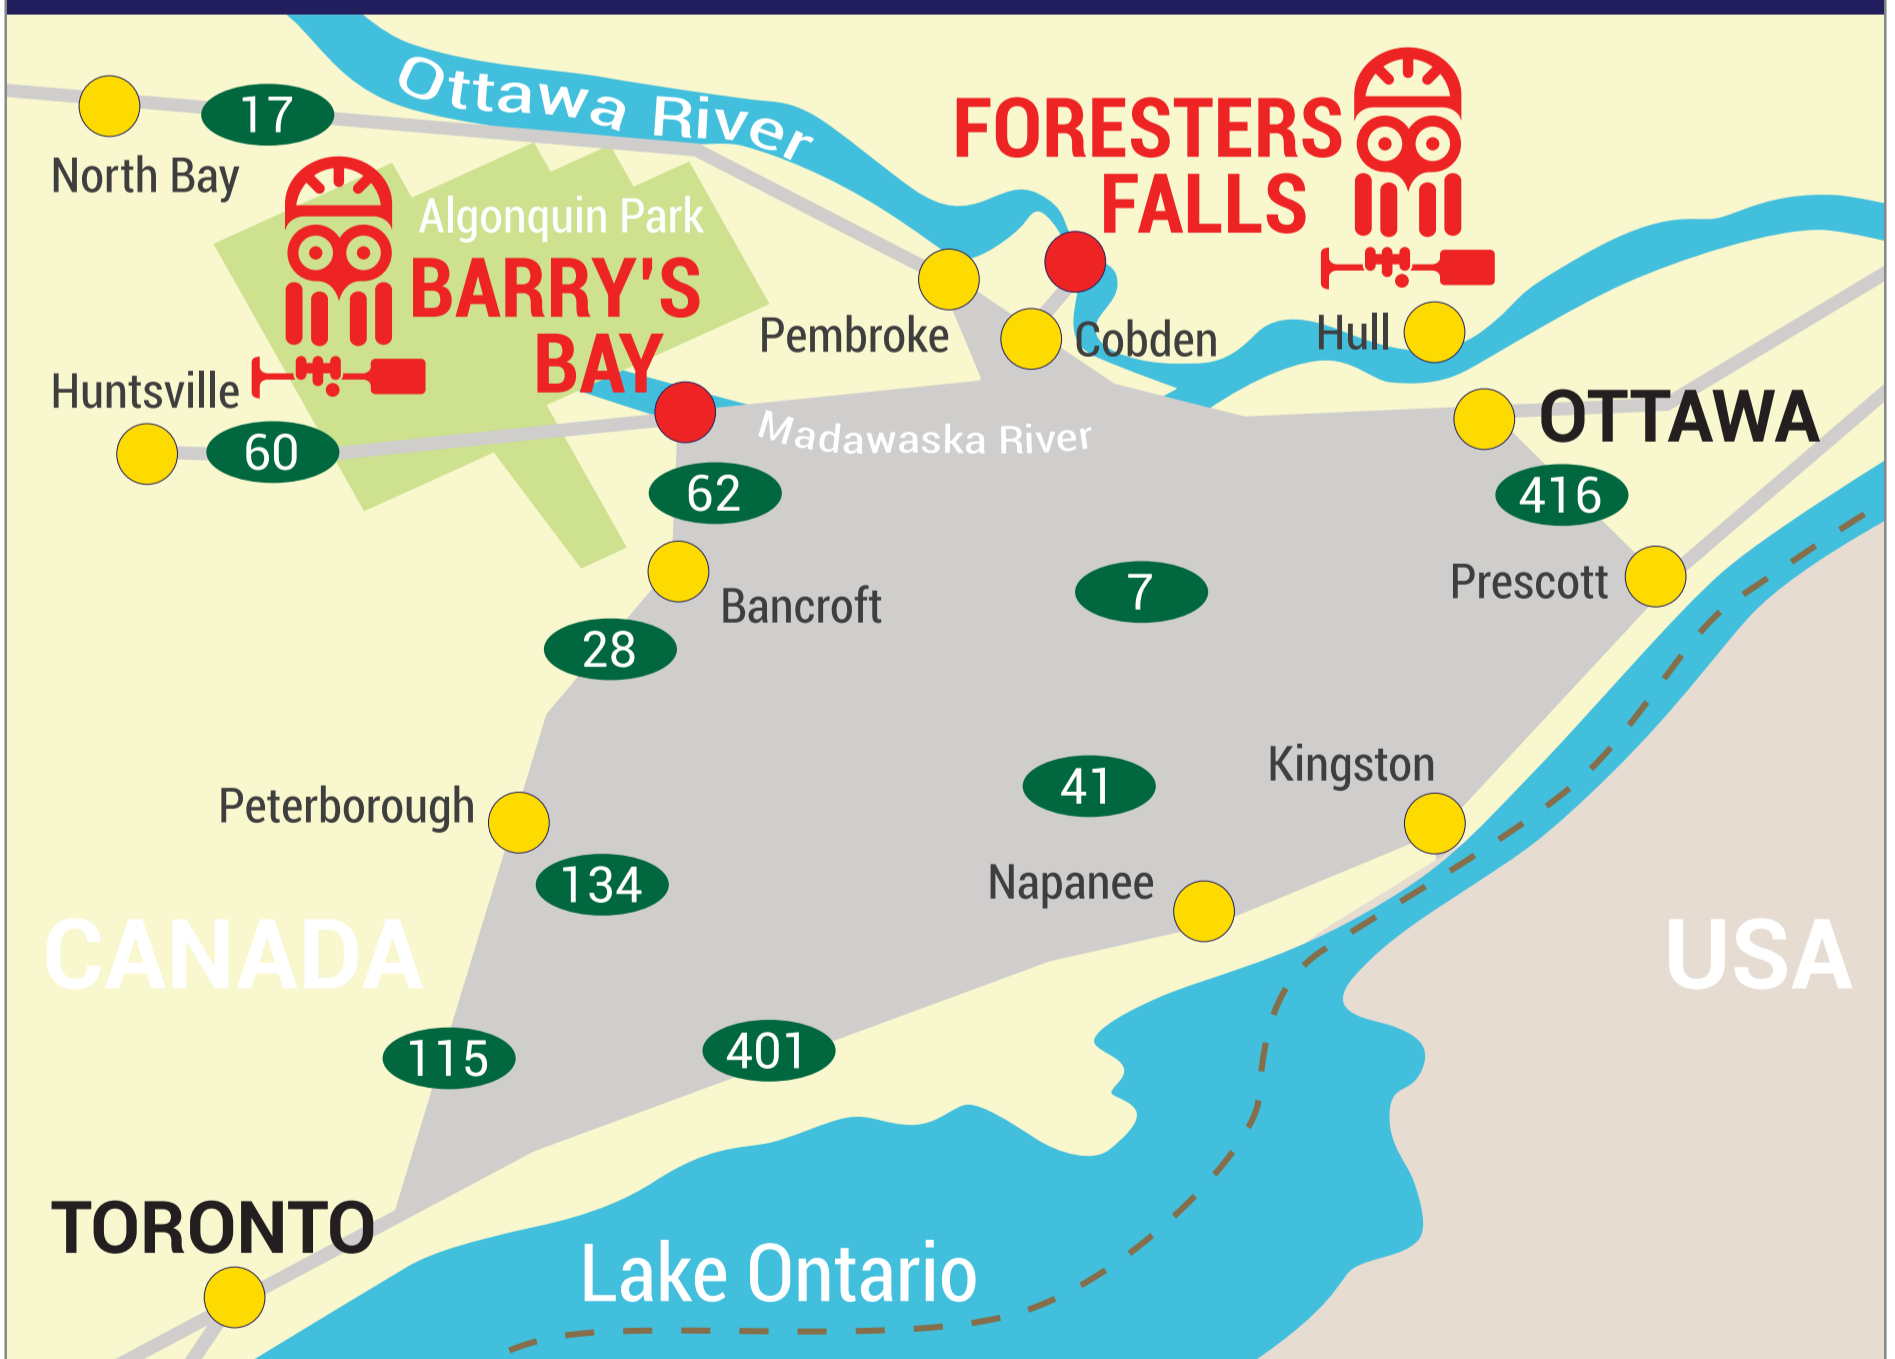 Ottawa River
17
North Bay
FORESTERS
FALLS
Algonquin Park
BARRY'S
BAY
Pembroke
Cobden
Hull
Huntsville
60
Madawaska River
OTTAWA
62
416
Bancroft
7
Prescott
28
Kingston
41
Peterborough
134
Napanee
CANADA
USA
115
401
TORONTO
Lake Ontario